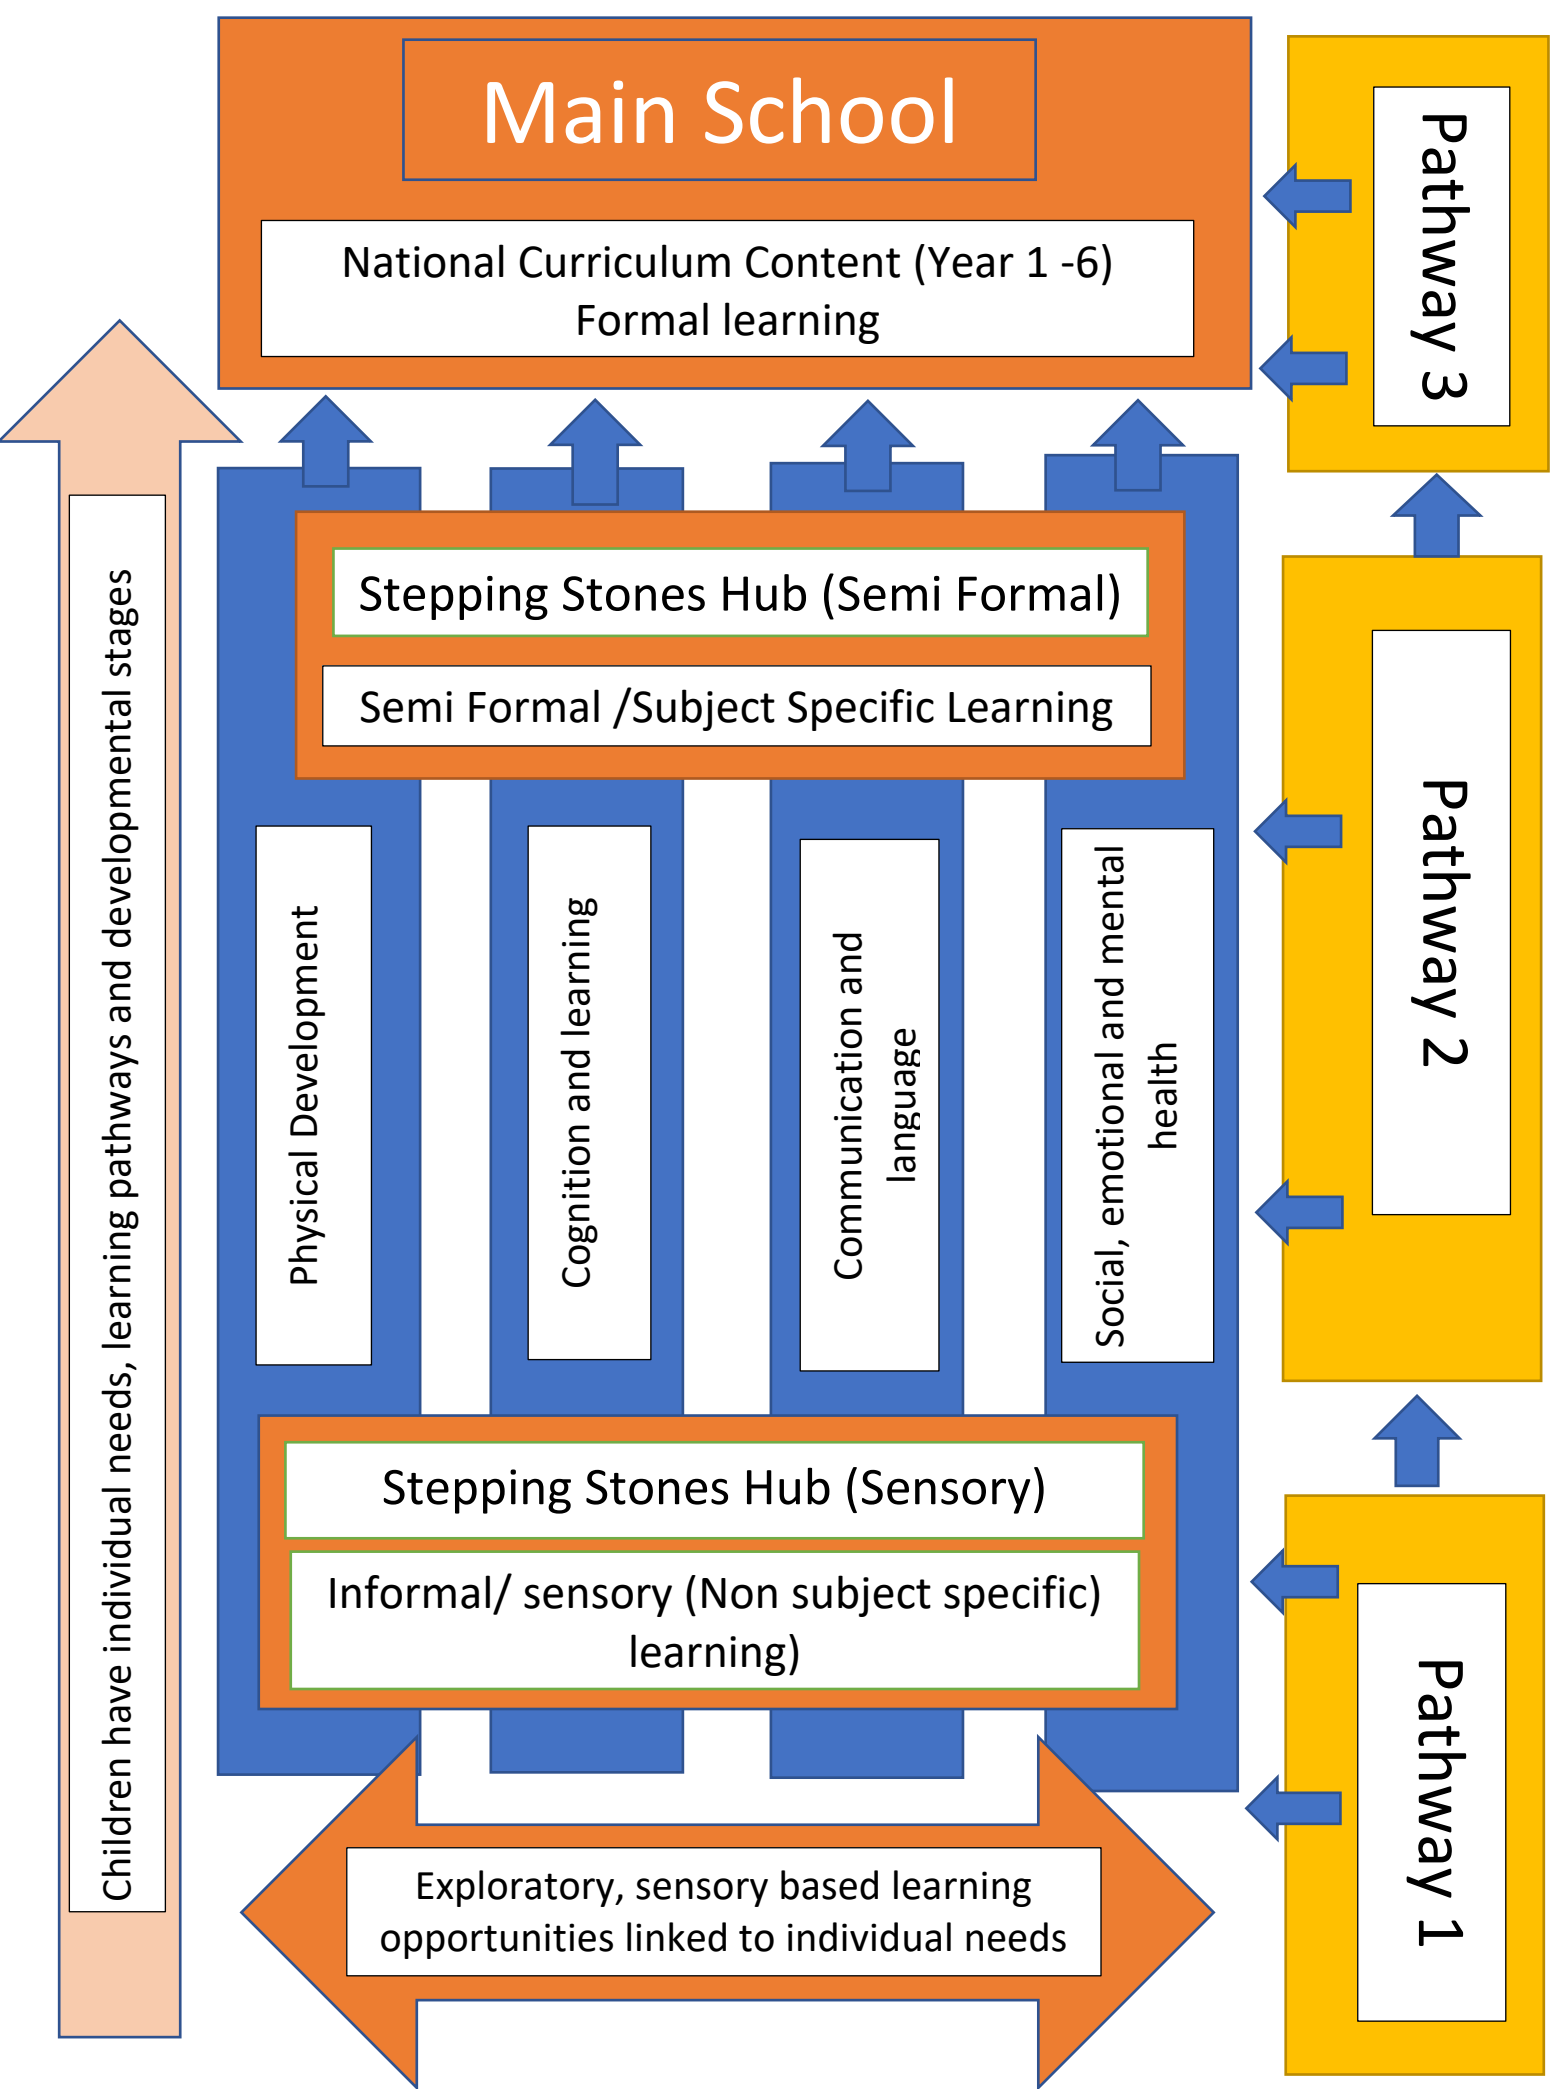 Main School
National Curriculum Content (Year 1 -6)
Formal learning
Pathway 3
Children have individual needs, learning pathways and developmental stages
Stepping Stones Hub (Semi Formal)
Semi Formal /Subject Specific Learning
Physical Development
Cognition and learning
Communication and
language
Social, emotional and mental
health
Pathway 2
Stepping Stones Hub (Sensory)
Informal/ sensory (Non subject specific)
learning)
Pathway 1
Exploratory, sensory based learning
opportunities linked to individual needs